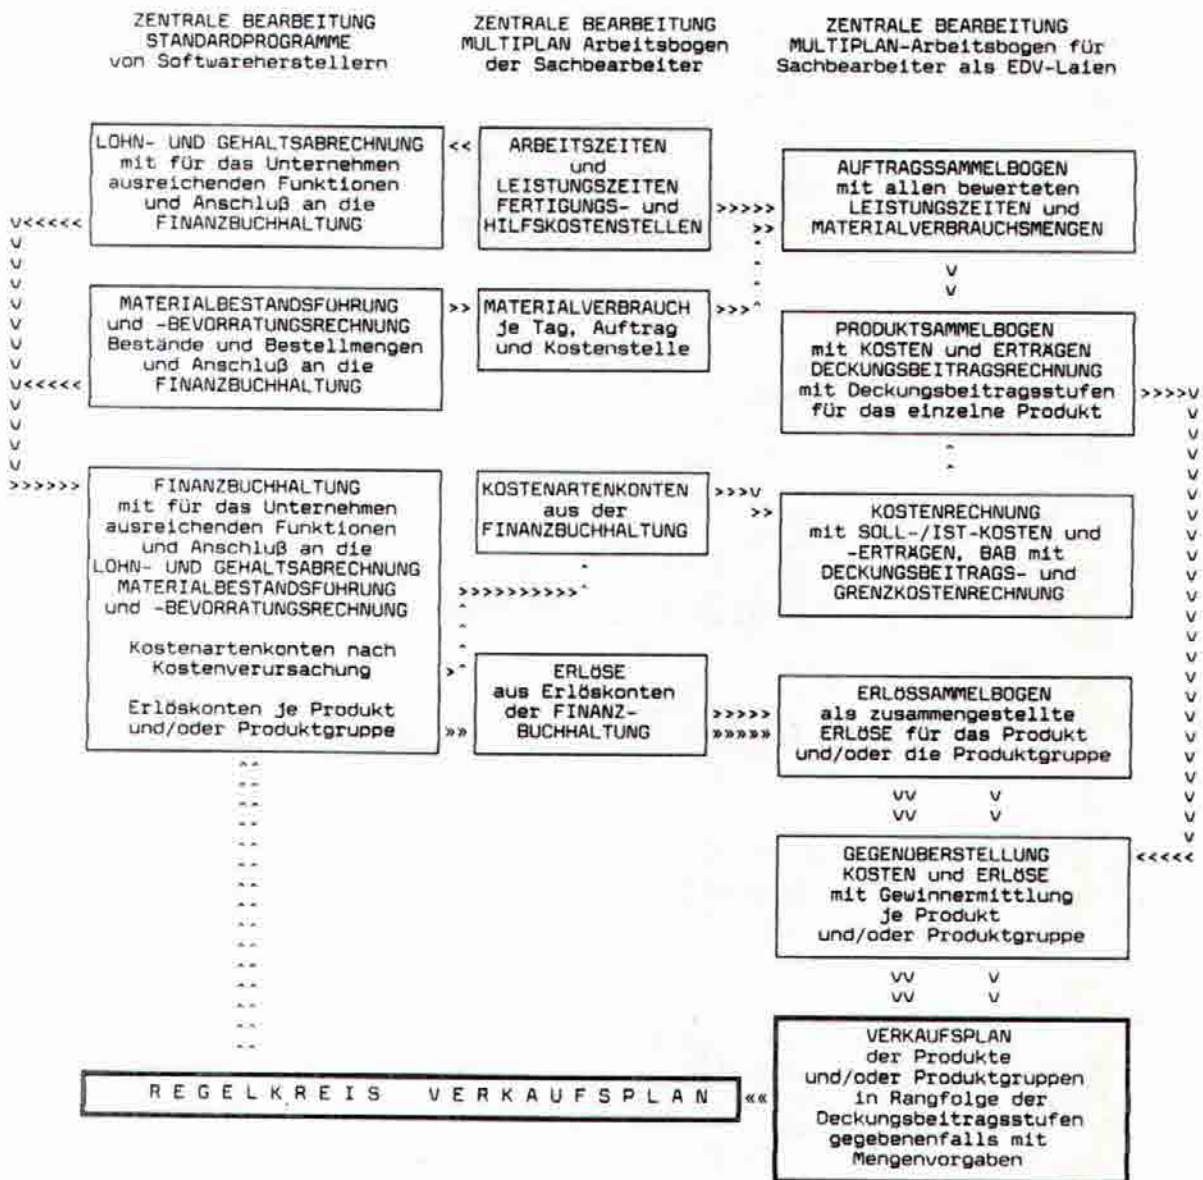 ZENTRALE BEARBEITUNG
STANDARDPROGRAMME
von Softwareherstellern
ZENTRALE BEARBEITUNG
MULTIPLAN Arbeitsbogen
der Sachbearbeiter
ZENTRALE BEARBEITUNG
MULTIPLAN-Arbeitsbogen für
Sachbearbeiter als EDV-Laien
LOHN- UND GEHALTSABRECHNUNG
mit für das Unternehmen
ausreichenden Funktionen
und Anschluß an die
FINANZBUCHHALTUNG
<<
ARBEITSZEITEN
und
LEISTUNGSZEITEN
FERTIGUNGS- und
HILFSKOSTENSTELLEN
>>>>>
>>
AUFTRAGSSAMMELBOGEN
mit allen bewerteten
LEISTUNGSZEITEN und
MATERIALVERBRAUCHSMENGEN
v<<<<<
MATERIALBESTANDSFÜHRUNG
und -BEVORRATUNGSRECHNUNG
Bestände und Bestellmengen
und Anschluß an die
FINANZBUCHHALTUNG
>>
MATERIALVERBRAUCH
je Tag, Auftrag
und Kostenstelle
>>>^
PRODUKTSAMMELBOGEN
mit KOSTEN und ERTRÄGEN
DECKUNGSBEITRAGSRECHNUNG
mit Deckungsbeitragsstufen
für das einzelne Produkt
>>>>v
v<<<<<
>>>>>>
FINANZBUCHHALTUNG
mit für das Unternehmen
ausreichenden Funktionen
und Anschluß an die
LOHN- UND GEHALTSABRECHNUNG
MATERIALBESTANDSFÜHRUNG
und -BEVORRATUNGSRECHNUNG
Kostenartenkonten nach
Kostenverursachung
Erlöskonten je Produkt
und/oder Produktgruppe
>>>>>>>>>>^
>^
»»
KOSTENARTENKONTEN
aus der
FINANZBUCHHALTUNG
>>>v
>>
KOSTENRECHNUNG
mit SOLL-/IST-KOSTEN und
-ERTRÄGEN, BAB mit
DECKUNGSBEITRAGS- und
GRENZKOSTENRECHNUNG
ERLÖSE
aus Erlöskonten
der FINANZ-
BUCHHALTUNG
>>>>>
»»»»»
ERLÖSSAMMELBOGEN
als zusammengestellte
ERLÖSE für das Produkt
und/oder die Produktgruppe
vv v
vv v
GEGENÜBERSTELLUNG
KOSTEN und ERLÖSE
mit Gewinnermittlung
je Produkt
und/oder Produktgruppe
<<<<<
vv v
vv v
VERKAUFSPLAN
der Produkte
und/oder Produktgruppen
in Rangfolge der
Deckungsbeitragsstufen
gegebenenfalls mit
Mengenvorgaben
R E G E L K R E I S V E R K A U F S P L A N
««